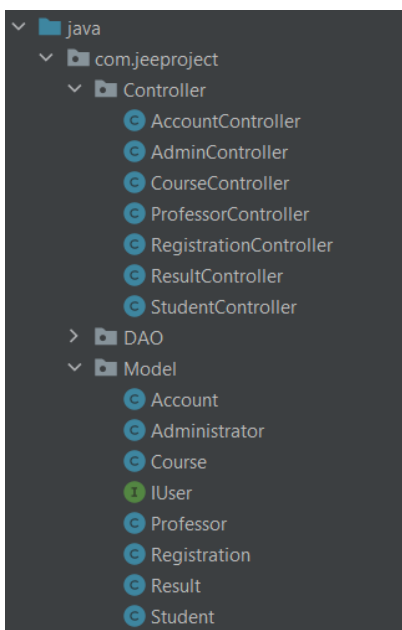 java
com.jeeproject
Controller
C AccountController
C AdminController
C CourseController
C ProfessorController
C RegistrationController
C ResultController
C StudentController
DAO
Model
C Account
C Administrator
C Course
I IUser
C Professor
C Registration
C Result
C Student